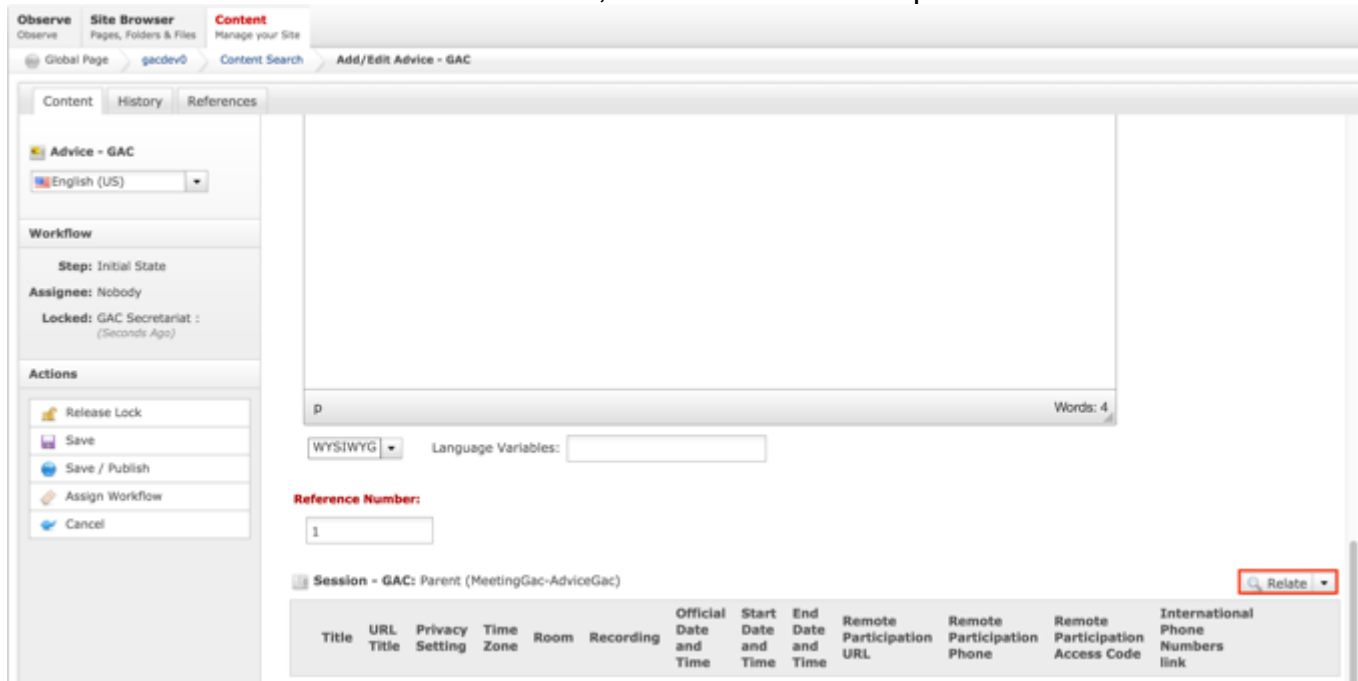 Observe Site Browser Content
Observe Pages, Folders & Files Manage your Site
Global Page gacdev0 Content Search Add/Edit Advice - GAC
Content History References
Advice - GAC
English (US)
Workflow
Step: Initial State
Assignee: Nobody
Locked: GAC Secretariat :
(Seconds Ago)
Actions
Release Lock
Save
Save / Publish
Assign Workflow
Cancel
p Words: 4
WYSIWYG Language Variables:
Reference Number:
1
Session - GAC: Parent (MeetingGac-AdviceGac) Relate
Title URL Title Privacy Setting Time Zone Room Recording Official Date and Time Start Date and Time End Date and Time Remote Participation URL Remote Participation Phone Remote Participation Access Code International Phone Numbers link